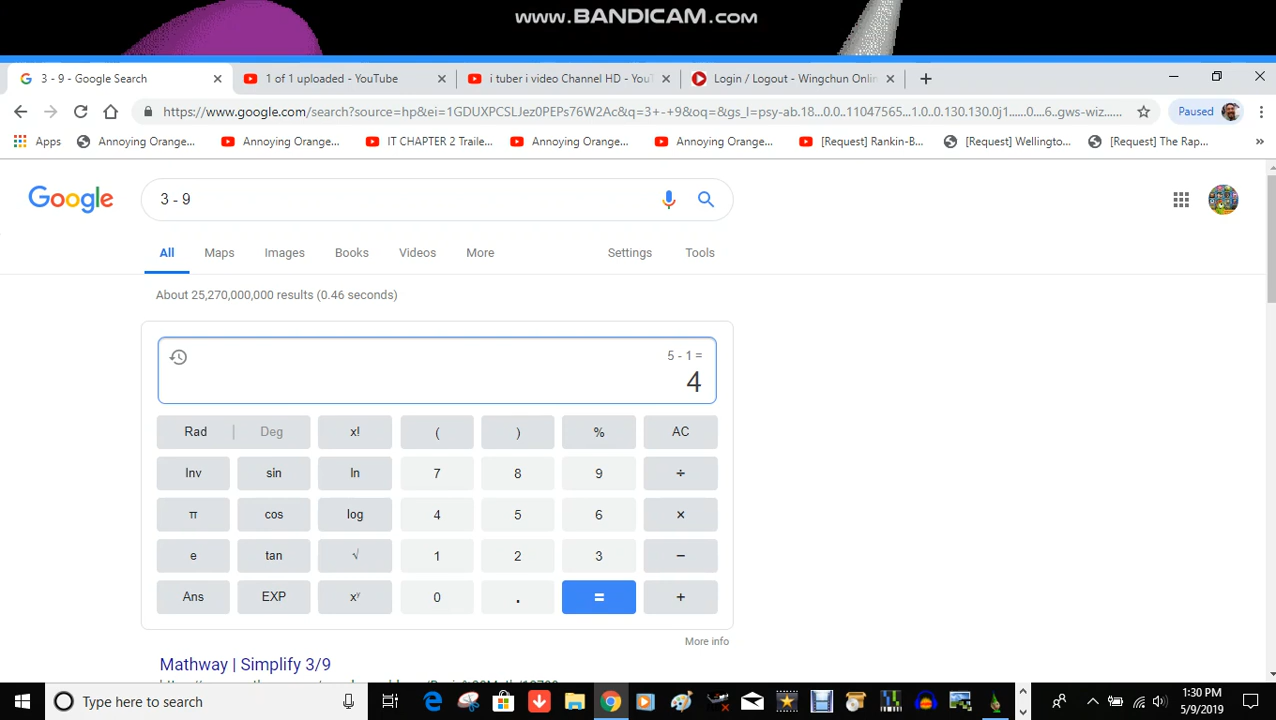 www.BANDICAM.com
3 - 9 - Google Search
1 of 1 uploaded - YouTube
i tuber i video Channel HD - YouT
Login / Logout - Wingchun Onlin
https://www.google.com/search?source=hp&ei=1GDUXPCSLJez0PEPs76W2Ac&q=3+-+9&oq=&gs_l=psy-ab.18...0.0..11047565...1.0..0.130.130.0j1......0....6..gws-wiz......
Paused
Apps
Annoying Orange...
Annoying Orange...
IT CHAPTER 2 Traile...
Annoying Orange...
Annoying Orange...
[Request] Rankin-B...
[Request] Wellingto...
[Request] The Rap...
»
Google
3 - 9
All
Maps
Images
Books
Videos
More
Settings
Tools
About 25,270,000,000 results (0.46 seconds)
5 - 1 =
4
Rad | Deg x! ( ) % AC
Inv sin ln 7 8 9 ÷
π cos log 4 5 6 ×
e tan √ 1 2 3 −
Ans EXP xʸ 0 . = +
More info
Mathway | Simplify 3/9
Type here to search
1:30 PM
5/9/2019